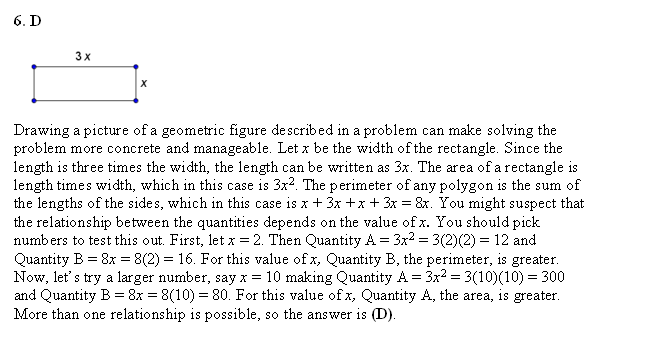 6. D
3 x
x
Drawing a picture of a geometric figure described in a problem can make solving the
problem more concrete and manageable. Let x be the width of the rectangle. Since the
length is three times the width, the length can be written as 3x. The area of a rectangle is
length times width, which in this case is 3x². The perimeter of any polygon is the sum of
the lengths of the sides, which in this case is x + 3x +x + 3x = 8x. You might suspect that
the relationship between the quantities depends on the value of x. You should pick
numbers to test this out. First, let x = 2. Then Quantity A = 3x² = 3(2)(2) = 12 and
Quantity B = 8x = 8(2) = 16. For this value of x, Quantity B, the perimeter, is greater.
Now, let's try a larger number, say x = 10 making Quantity A = 3x² = 3(10)(10) = 300
and Quantity B = 8x = 8(10) = 80. For this value of x, Quantity A, the area, is greater.
More than one relationship is possible, so the answer is (D).